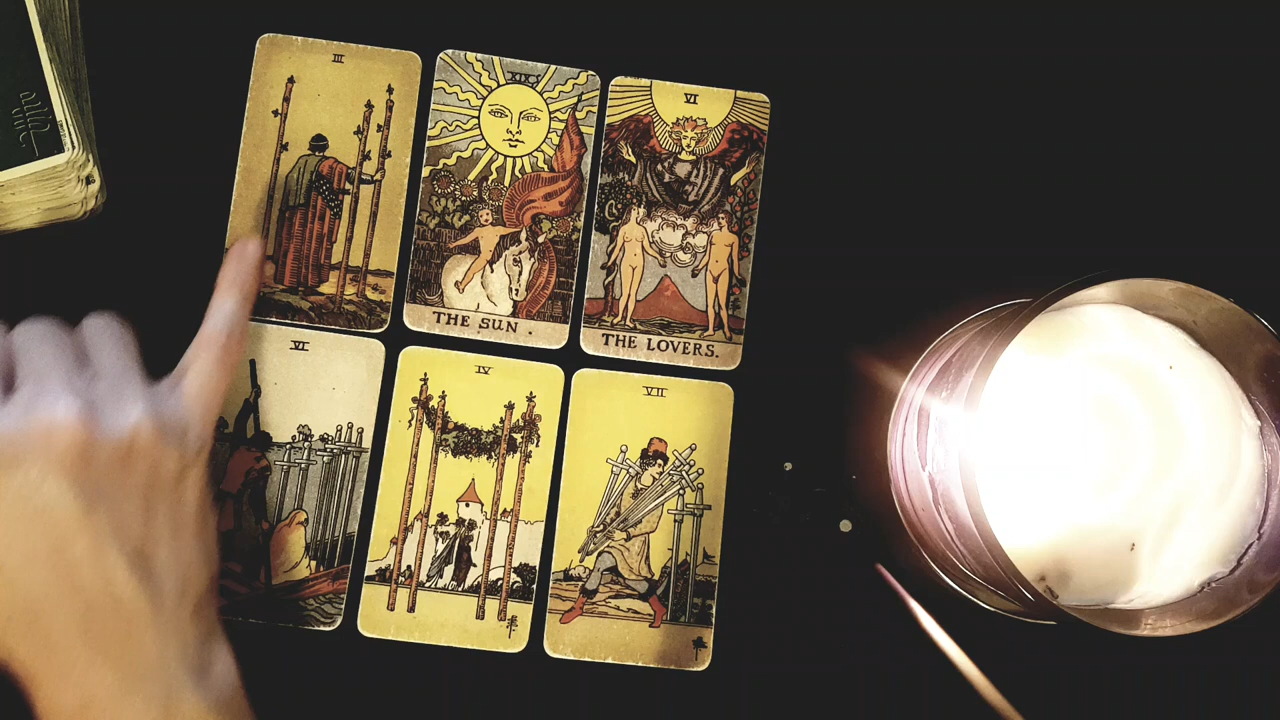 III
XIX
VI
THE SUN .
THE LOVERS.
VI
IV
VII